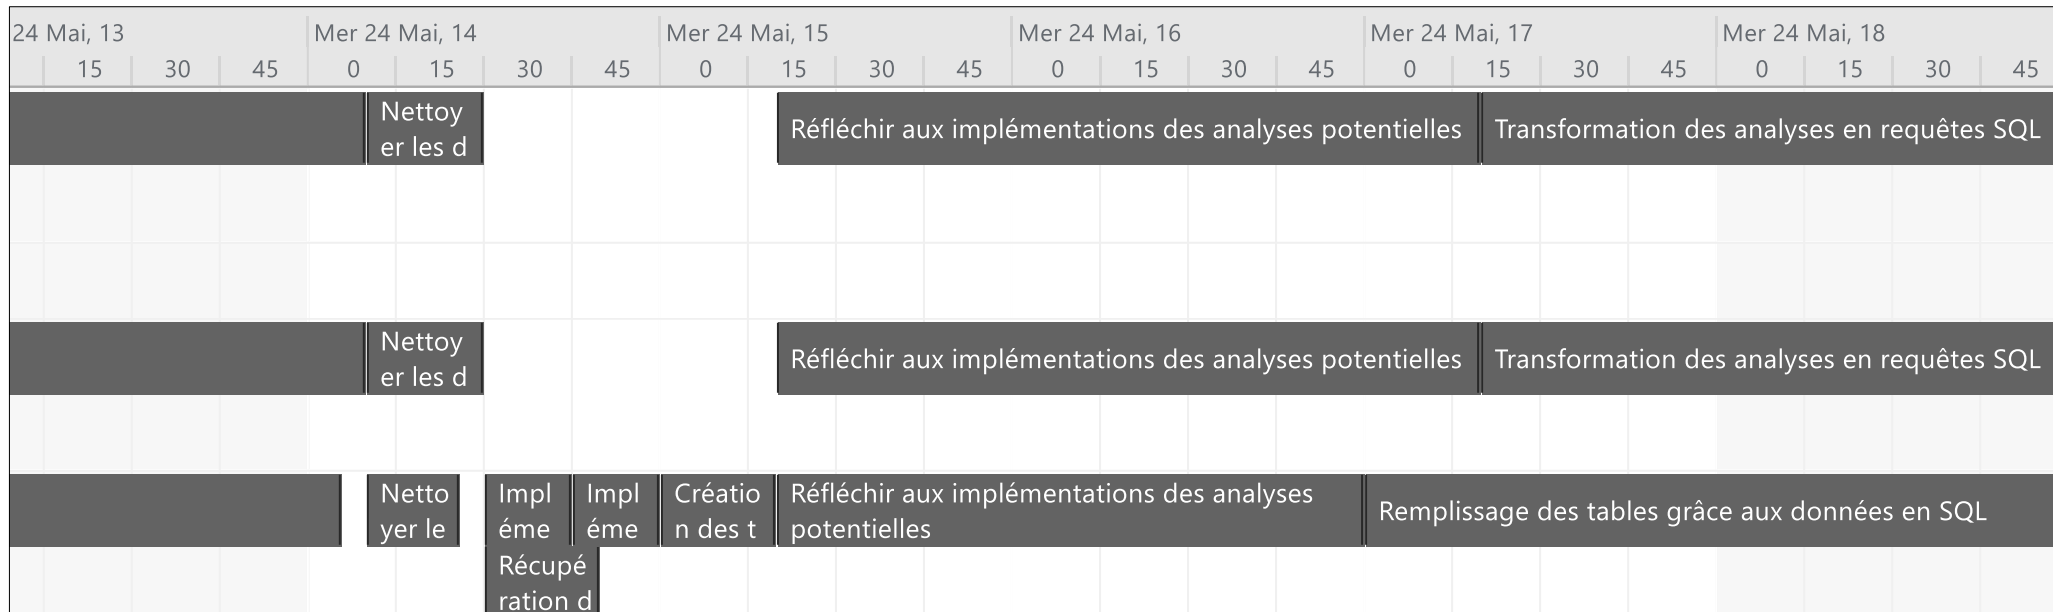 24 Mai, 13 Mer 24 Mai, 14 Mer 24 Mai, 15 Mer 24 Mai, 16 Mer 24 Mai, 17 Mer 24 Mai, 18
15 30 45 0 15 30 45 0 15 30 45 0 15 30 45 0 15 30 45 0 15 30 45
Nettoy
er les d
Réfléchir aux implémentations des analyses potentielles
Transformation des analyses en requêtes SQL
Nettoy
er les d
Réfléchir aux implémentations des analyses potentielles
Transformation des analyses en requêtes SQL
Netto
yer le
Impl
éme
Impl
éme
Créatio
n des t
Réfléchir aux implémentations des analyses
potentielles
Remplissage des tables grâce aux données en SQL
Récupé
ration d